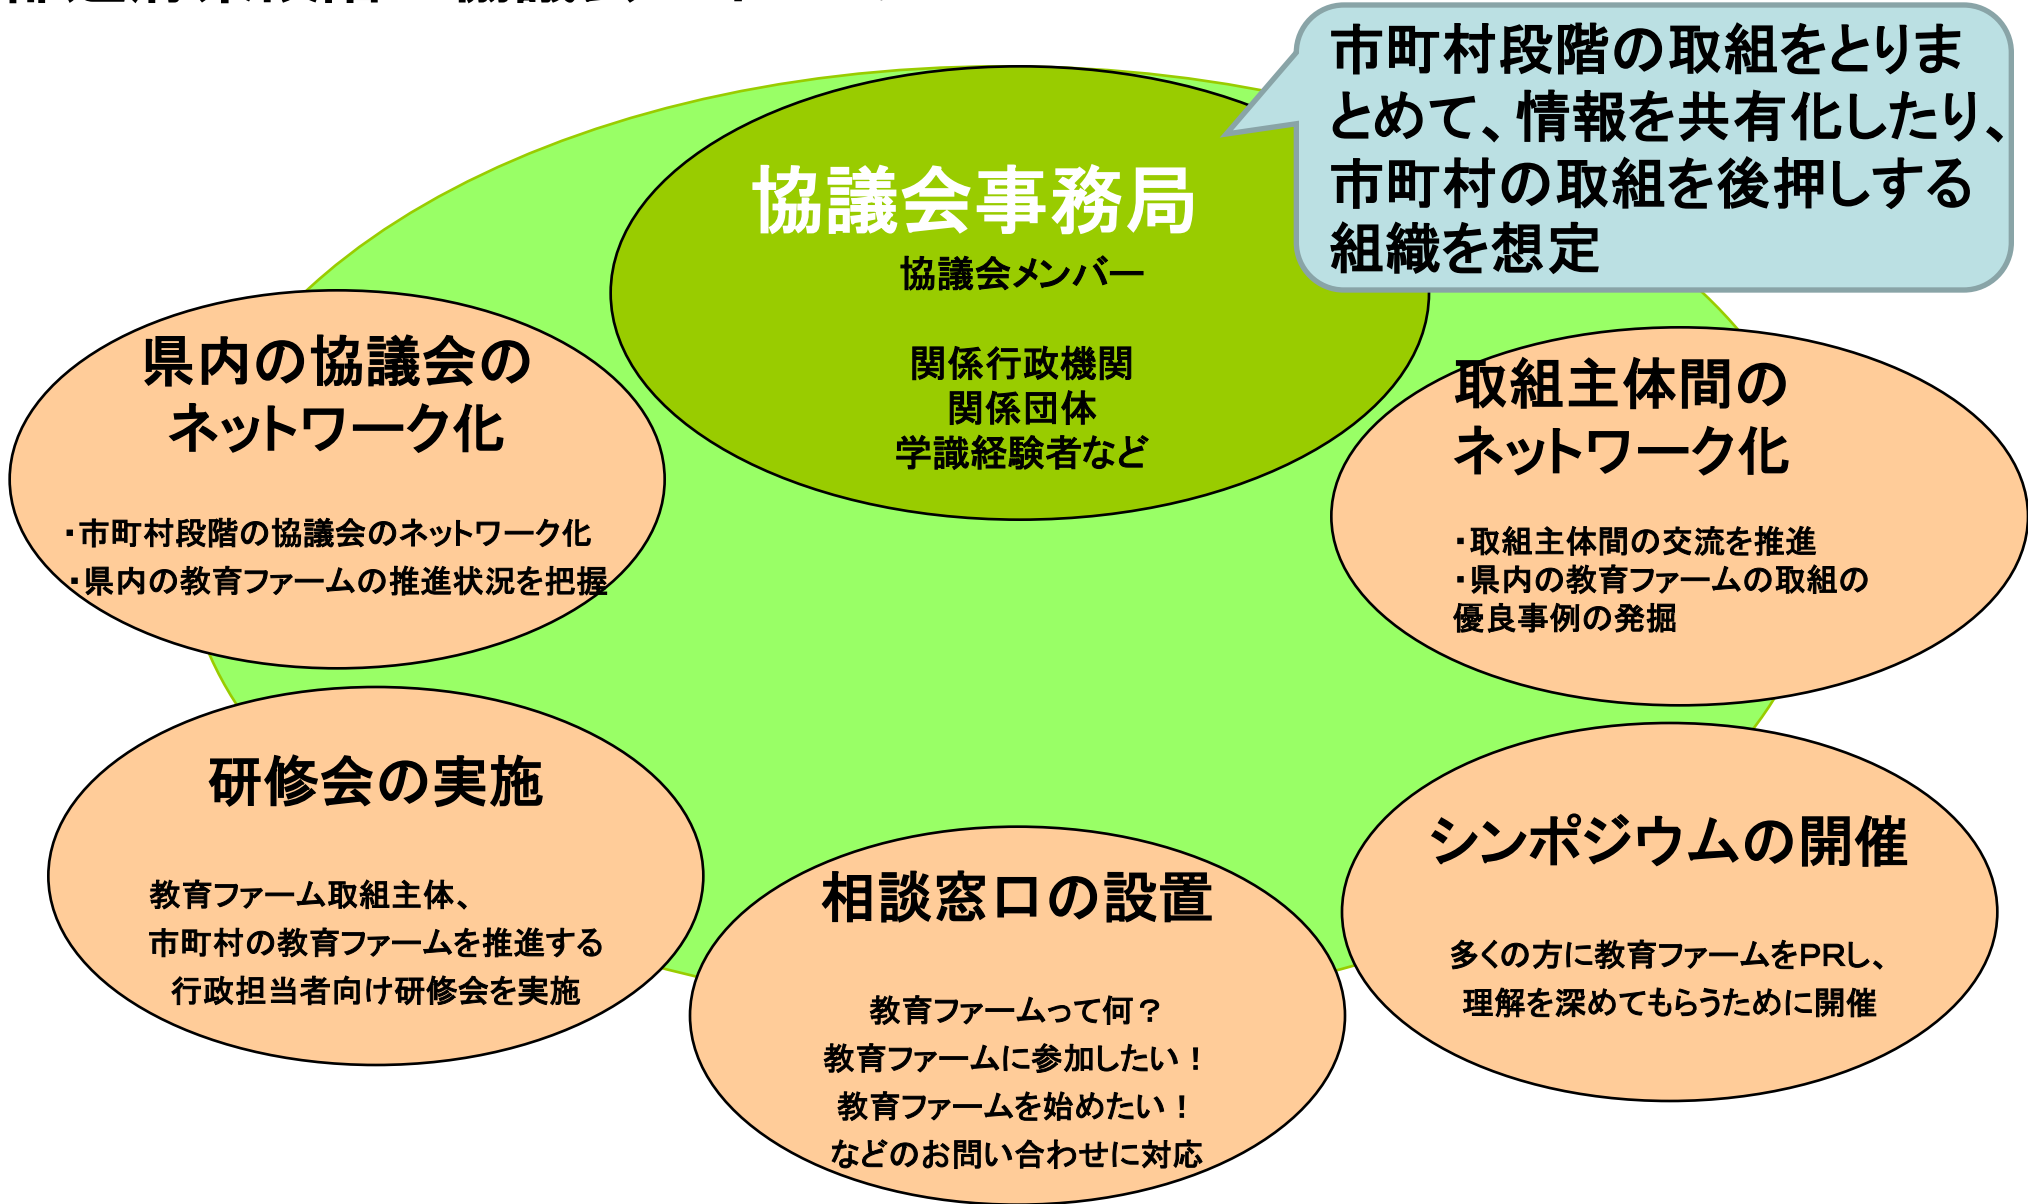 市町村段階の取組をとりま
とめて、情報を共有化したり、
市町村の取組を後押しする
組織を想定
協議会事務局
協議会メンバー
関係行政機関
関係団体
学識経験者など
県内の協議会の
ネットワーク化
・市町村段階の協議会のネットワーク化
・県内の教育ファームの推進状況を把握
取組主体間の
ネットワーク化
・取組主体間の交流を推進
・県内の教育ファームの取組の
優良事例の発掘
研修会の実施
教育ファーム取組主体、
市町村の教育ファームを推進する
行政担当者向け研修会を実施
相談窓口の設置
教育ファームって何？
教育ファームに参加したい！
教育ファームを始めたい！
などのお問い合わせに対応
シンポジウムの開催
多くの方に教育ファームをPRし、
理解を深めてもらうために開催